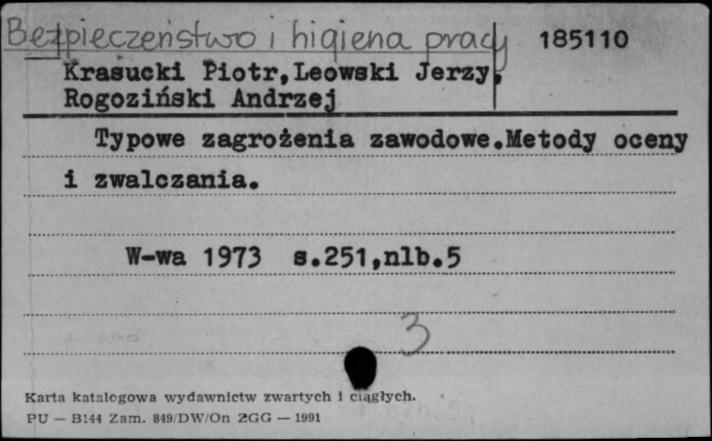 Bezpieczeństwo i higiena pracy 185110
Krasucki Piotr,Leowski Jerzy,
Rogoziński Andrzej
Typowe zagrożenia zawodowe.Metody oceny
i zwalczania.
W-wa 1973 s.251,nlb.5
3
Karta katalogowa wydawnictw zwartych i ciągłych.
PU — B144 Zam. 849/DW/On ZGG — 1991